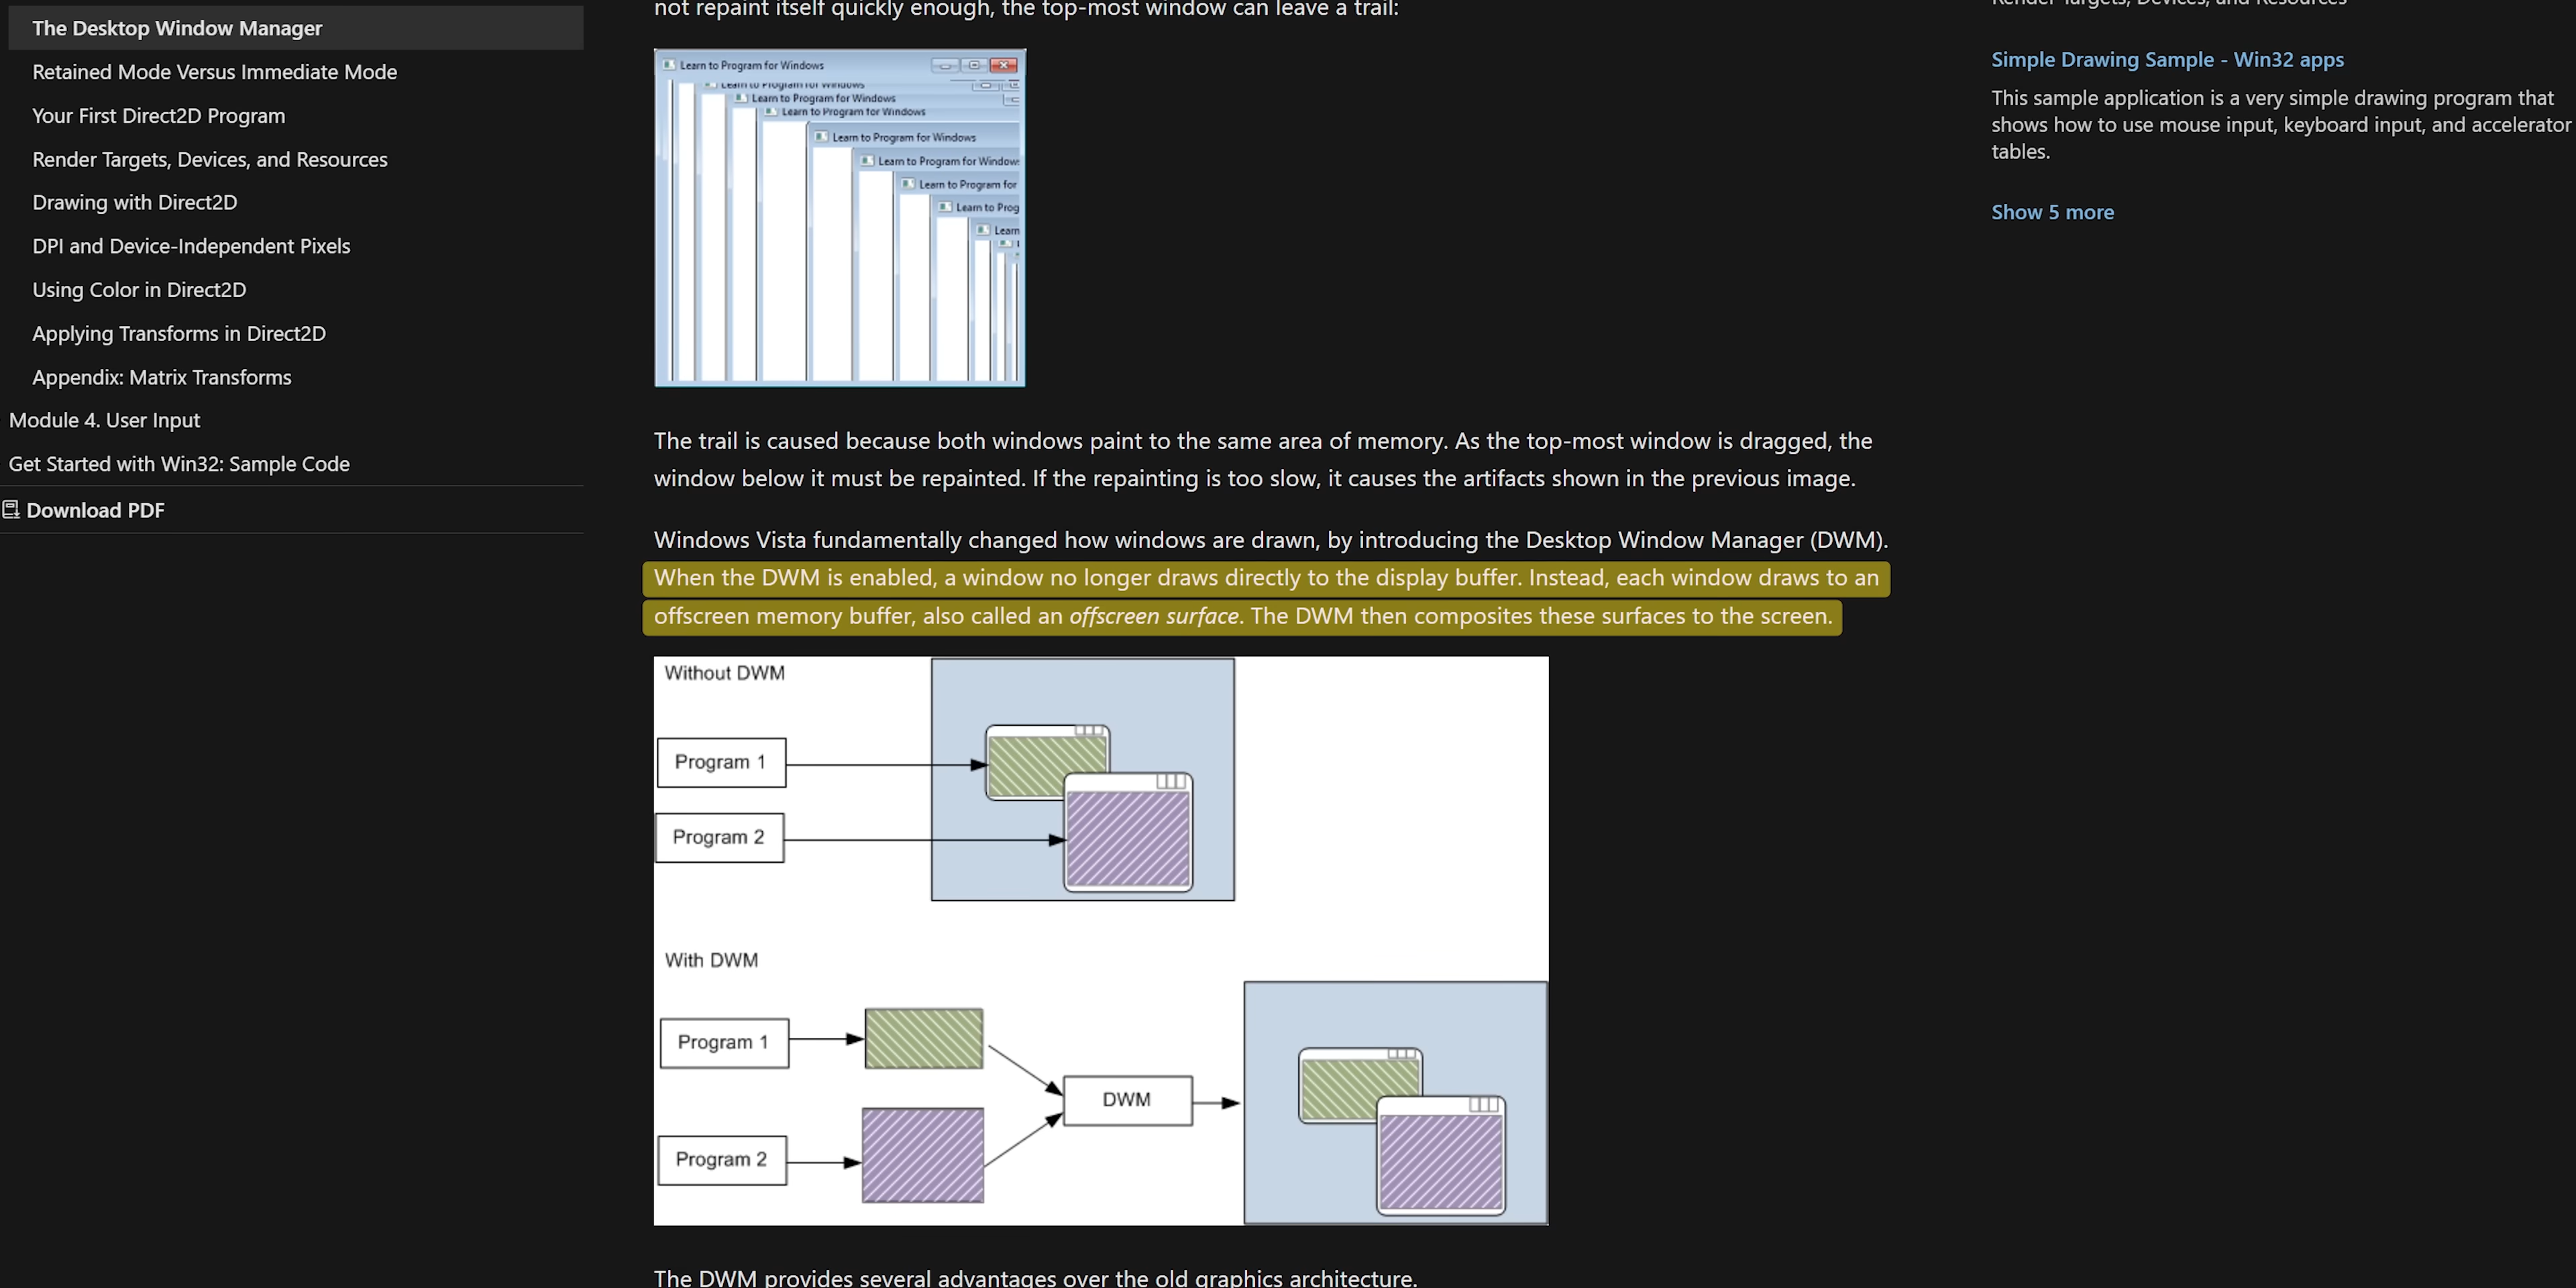 The Desktop Window Manager
Retained Mode Versus Immediate Mode
Your First Direct2D Program
Render Targets, Devices, and Resources
Drawing with Direct2D
DPI and Device-Independent Pixels
Using Color in Direct2D
Applying Transforms in Direct2D
Appendix: Matrix Transforms
Module 4. User Input
Get Started with Win32: Sample Code
Download PDF
not repaint itself quickly enough, the top-most window can leave a trail:
Learn to Program for Windows
Learn to Program for Windows
Learn to Program for Windows
Learn to Program for Windows
Learn to Program for Windows
Learn to Program for Window
Learn to Program for
Learn to Prog
Learn
The trail is caused because both windows paint to the same area of memory. As the top-most window is dragged, the
window below it must be repainted. If the repainting is too slow, it causes the artifacts shown in the previous image.
Windows Vista fundamentally changed how windows are drawn, by introducing the Desktop Window Manager (DWM).
When the DWM is enabled, a window no longer draws directly to the display buffer. Instead, each window draws to an
offscreen memory buffer, also called an offscreen surface. The DWM then composites these surfaces to the screen.
Without DWM
Program 1
Program 2
With DWM
Program 1
DWM
Program 2
The DWM provides several advantages over the old graphics architecture.
Render Targets, Devices, and Resources
Simple Drawing Sample - Win32 apps
This sample application is a very simple drawing program that
shows how to use mouse input, keyboard input, and accelerator
tables.
Show 5 more